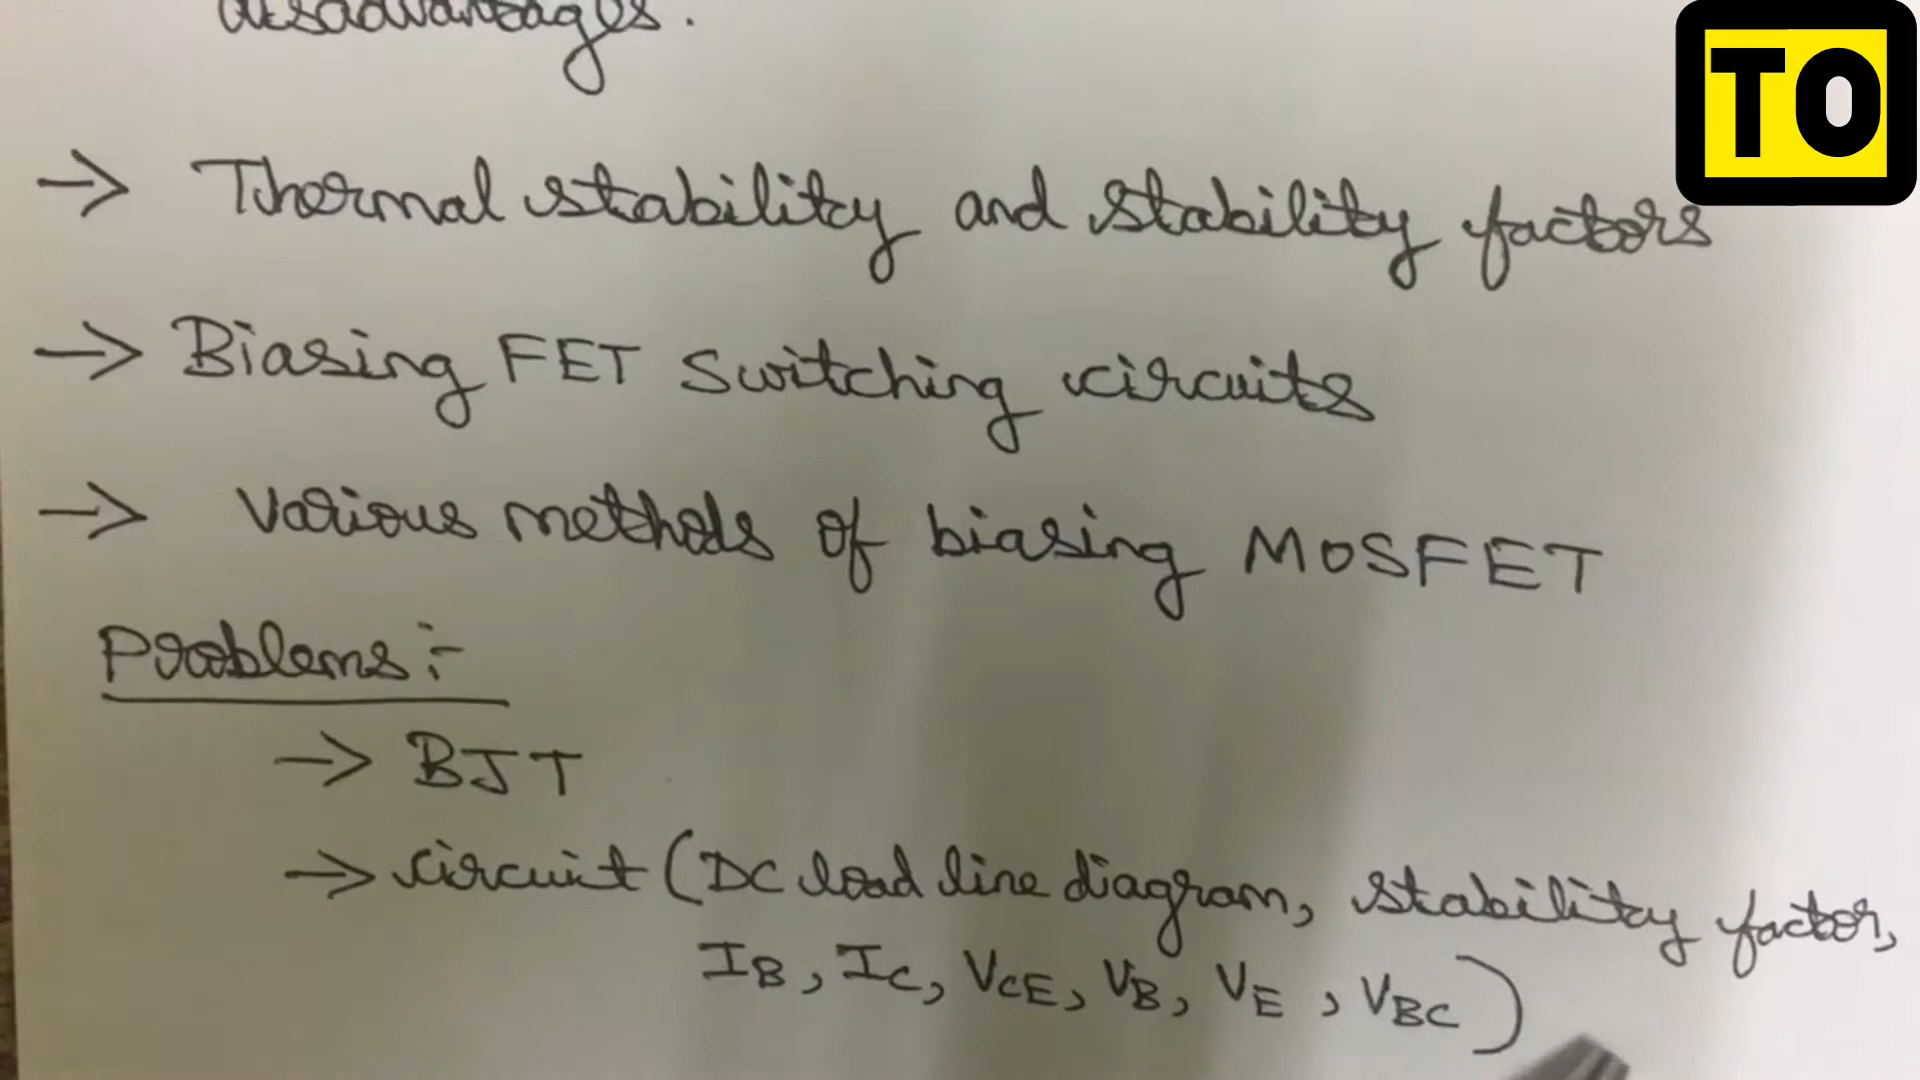 disadvantages.
TO
→ Thermal stability and stability factors
→ Biasing FET Switching circuits
→ Various methods of biasing MOSFET
Problems :-
→ BJT
→ circuit (DC load line diagram, stability factor,
IB, IC, VCE, VB, VE, VBC)